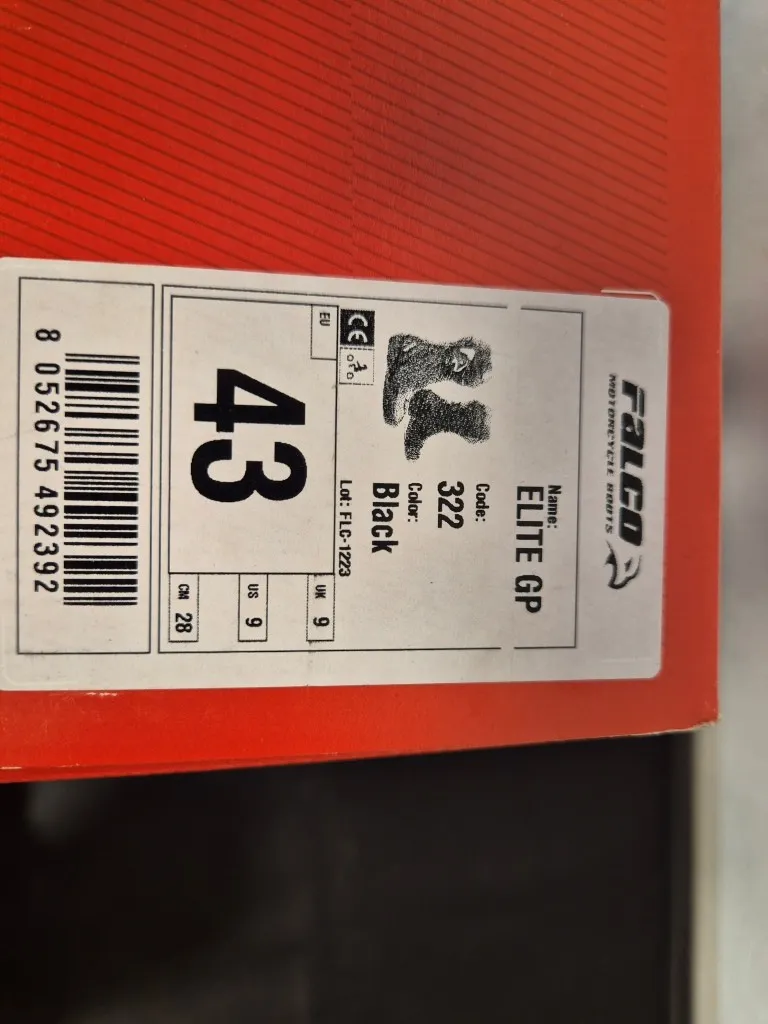 FALCO
MOTORCYCLE BOOTS
Name:
ELITE GP
Code:
322
Color:
Black
CE
Lot: FLC-1223
EU
43
UK 9
US 9
CM 28
8 052675 492392